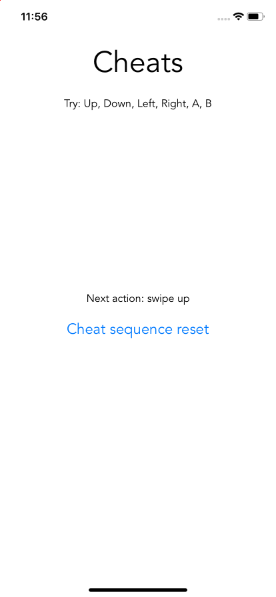 11:56
Cheats
Try: Up, Down, Left, Right, A, B
Next action: swipe up
Cheat sequence reset